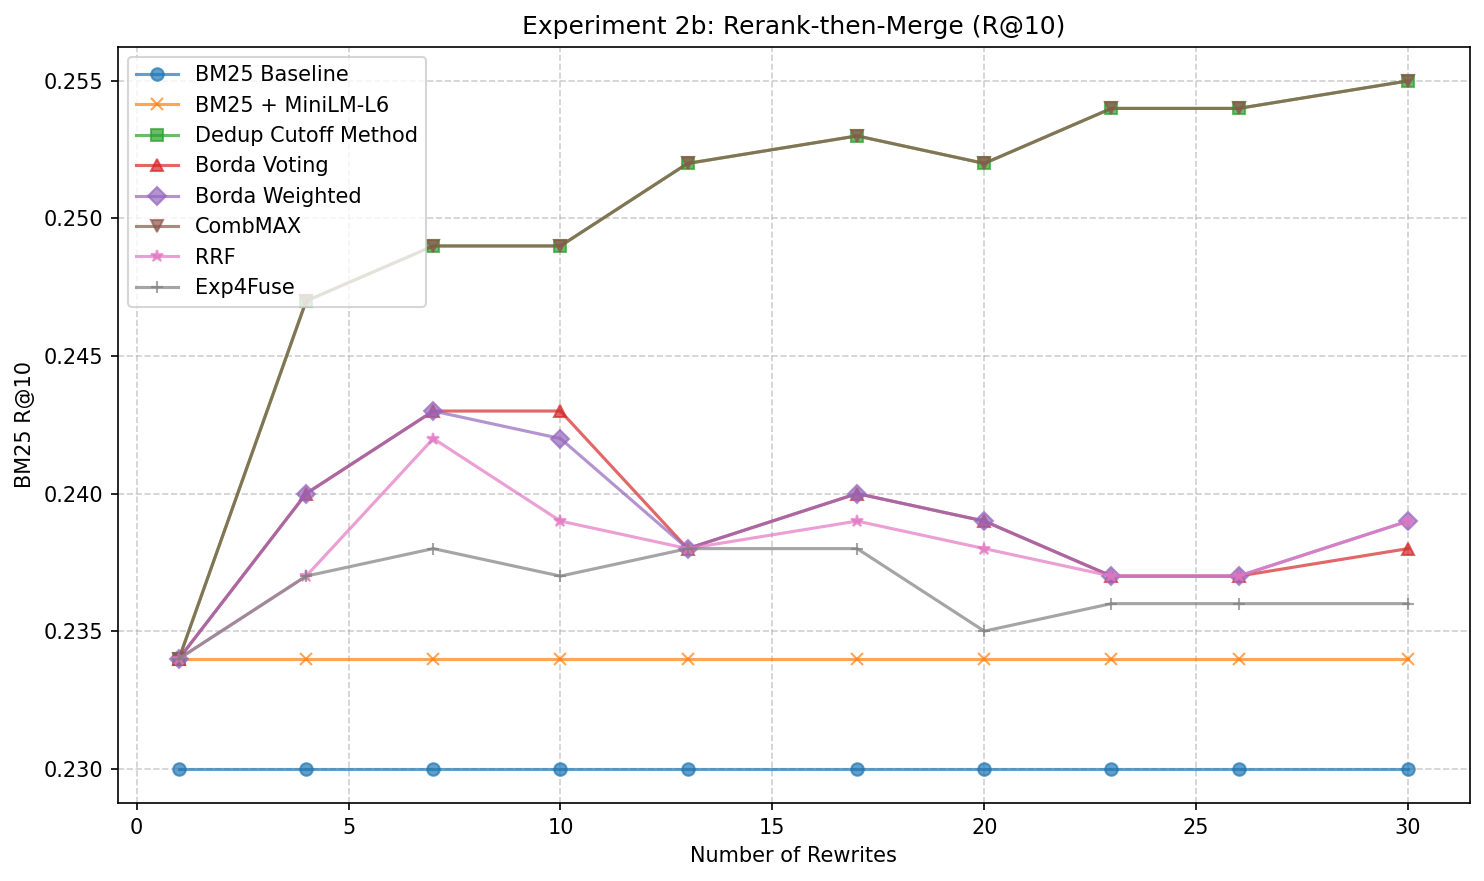 Experiment 2b: Rerank-then-Merge (R@10)
BM25 Baseline
BM25 + MiniLM-L6
Dedup Cutoff Method
Borda Voting
Borda Weighted
CombMAX
RRF
Exp4Fuse
BM25 R@10
0.255
0.250
0.245
0.240
0.235
0.230
0 5 10 15 20 25 30
Number of Rewrites